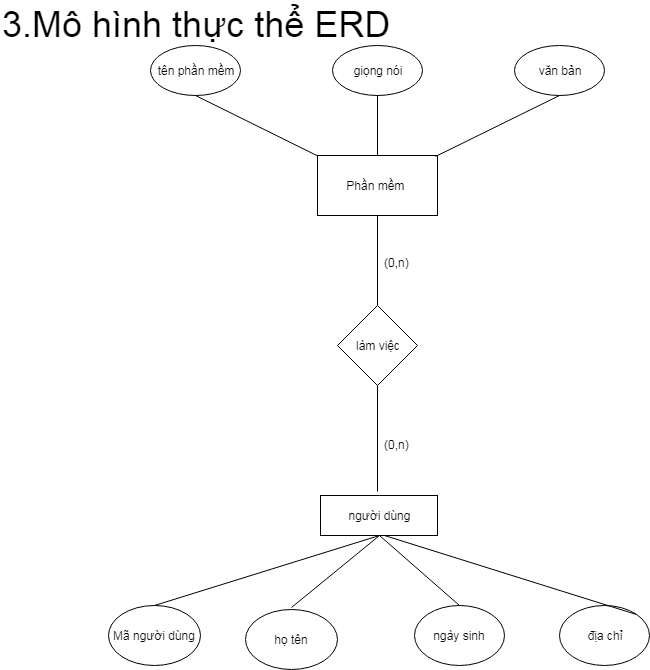 3.Mô hình thực thể ERD
tên phần mềm
giọng nói
văn bản
Phần mềm
(0,n)
làm việc
(0,n)
người dùng
Mã người dùng
họ tên
ngày sinh
địa chỉ